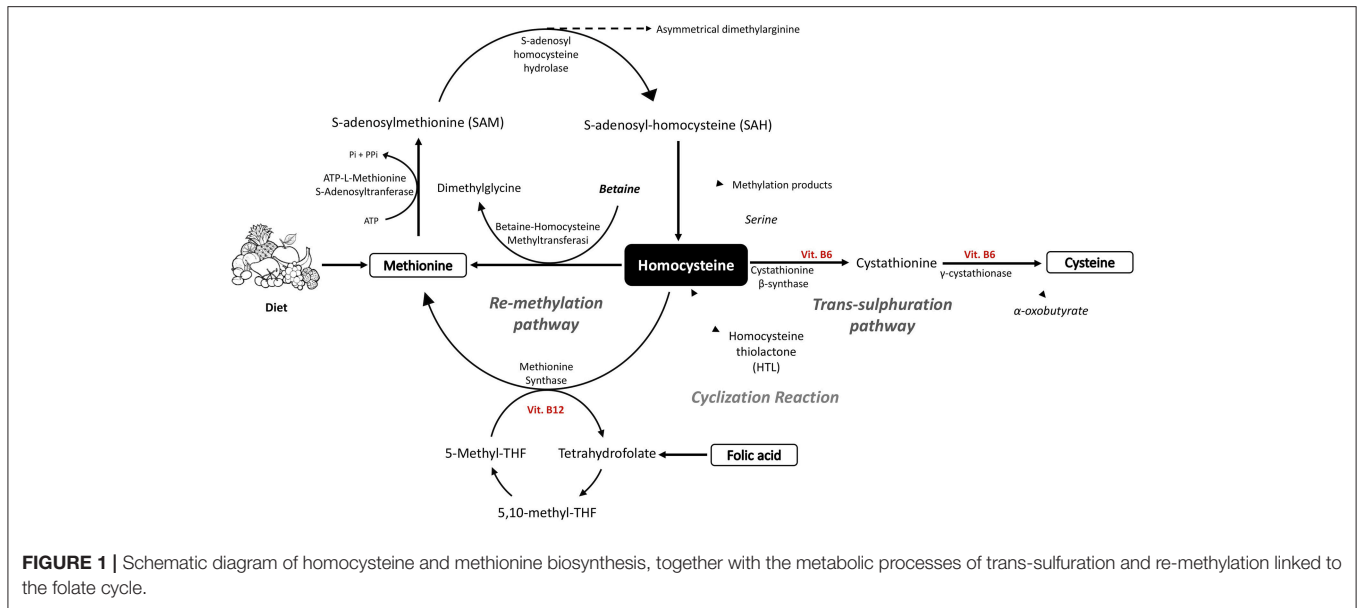 Asymmetrical dimethylarginine
S-adenosyl
homocysteine
hydrolase
S-adenosylmethionine (SAM)
S-adenosyl-homocysteine (SAH)
Pi + PPi
ATP-L-Methionine
S-Adenosyltranferase
ATP
Dimethylglycine
Betaine
Methylation products
Serine
Betaine-Homocysteine
Methyltransferasi
Diet
Methionine
Homocysteine
Vit. B6
Cystathionine
β-synthase
Cystathionine
Vit. B6
γ-cystathionase
Cysteine
Re-methylation
pathway
Trans-sulphuration
pathway
α-oxobutyrate
Homocysteine
thiolactone
(HTL)
Methionine
Synthase
Cyclization Reaction
Vit. B12
5-Methyl-THF
Tetrahydrofolate
Folic acid
5,10-methyl-THF
FIGURE 1 | Schematic diagram of homocysteine and methionine biosynthesis, together with the metabolic processes of trans-sulfuration and re-methylation linked to
the folate cycle.